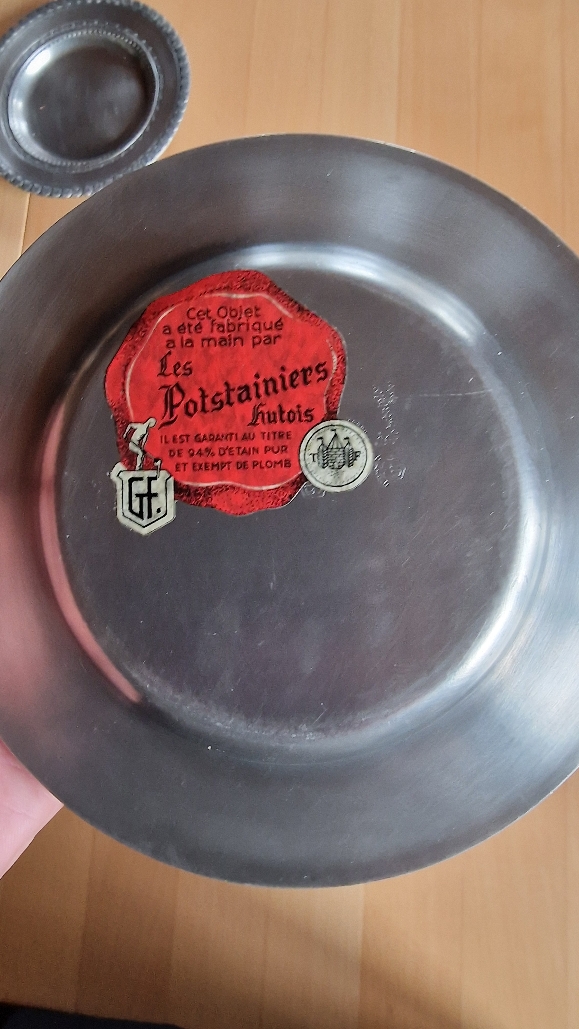 Cet Objet
a été fabriqué
a la main par
Les
Potstainiers
hutois
IL EST GARANTI AU TITRE
DE 94% D'ETAIN PUR
ET EXEMPT DE PLOMB
T F
Gf.